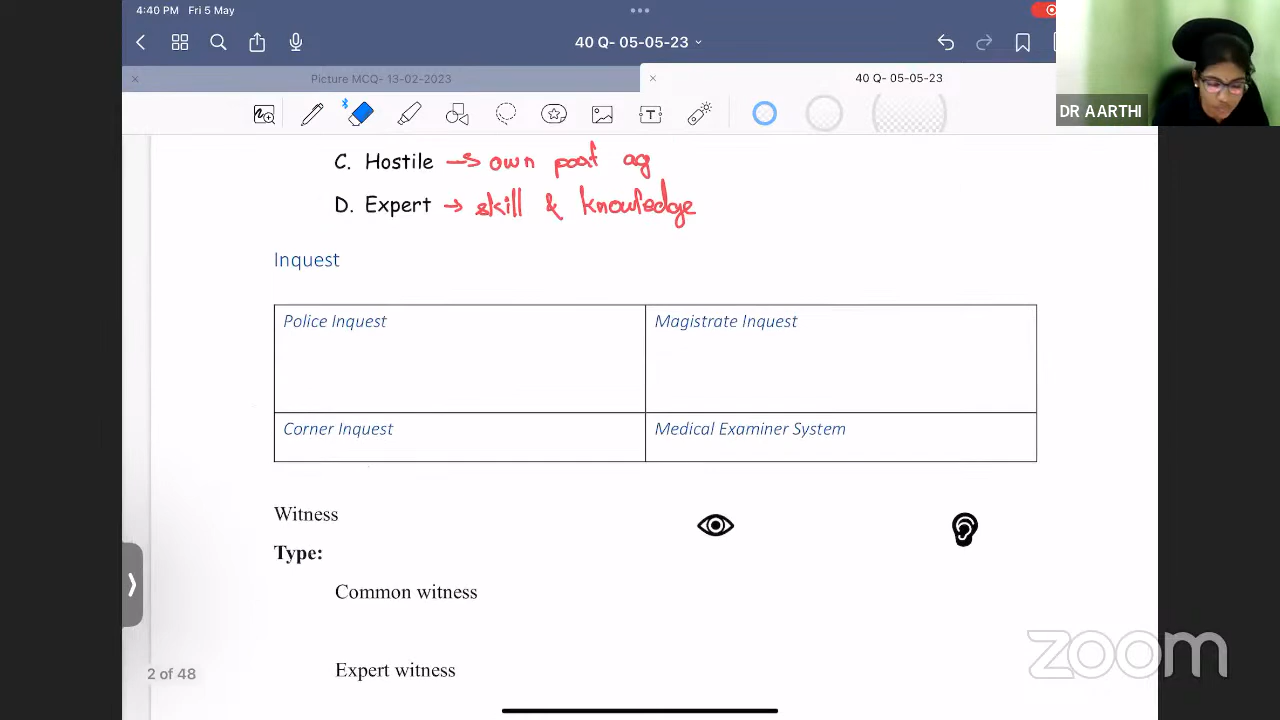 4:40 PM Fri 5 May
40 Q- 05-05-23
Picture MCQ- 13-02-2023
40 Q- 05-05-23
DR AARTHI
C. Hostile → own past ag
D. Expert → skill & knowledge
Inquest
Police Inquest
Magistrate Inquest
Corner Inquest
Medical Examiner System
Witness
Type:
Common witness
Expert witness
2 of 48
zoom